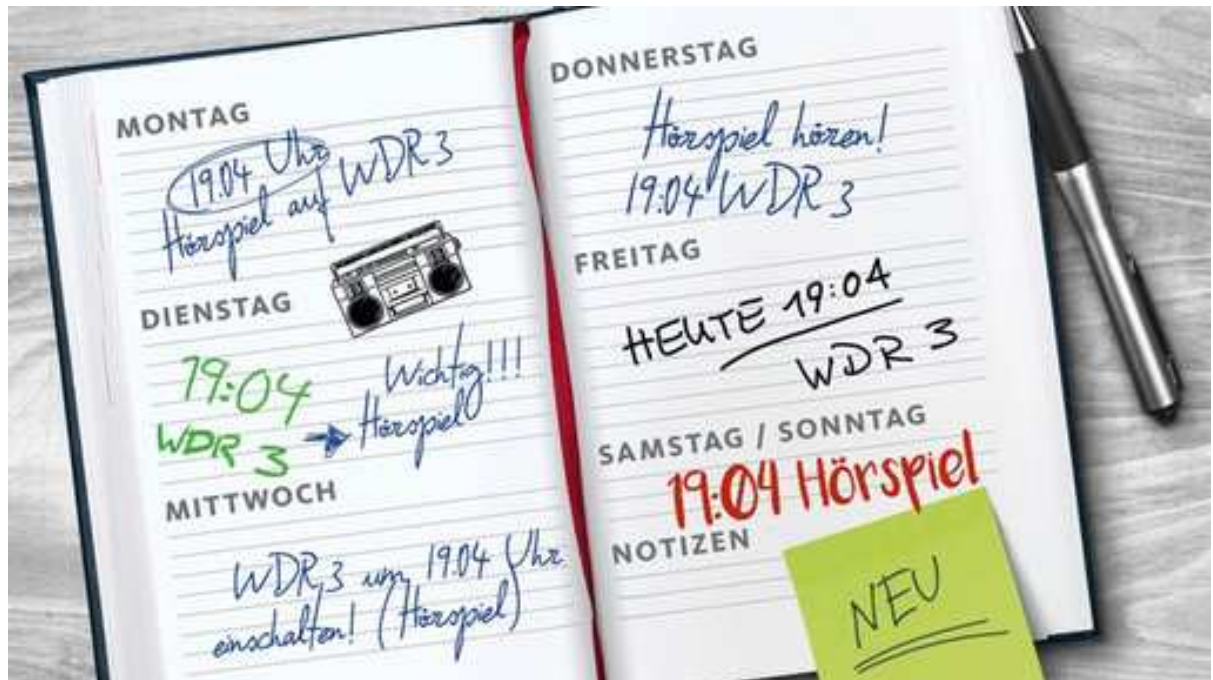 MONTAG
19.04 Uhr
Hörspiel auf WDR 3
DIENSTAG
19:04
WDR 3
Wichtig!!!
Hörspiel
MITTWOCH
WDR 3 um 19.04 Uhr
einschalten! (Hörspiel)
DONNERSTAG
Hörspiel hören!
19:04 WDR 3
FREITAG
HEUTE 19:04
WDR 3
SAMSTAG / SONNTAG
19:04 Hörspiel
NOTIZEN
NEU